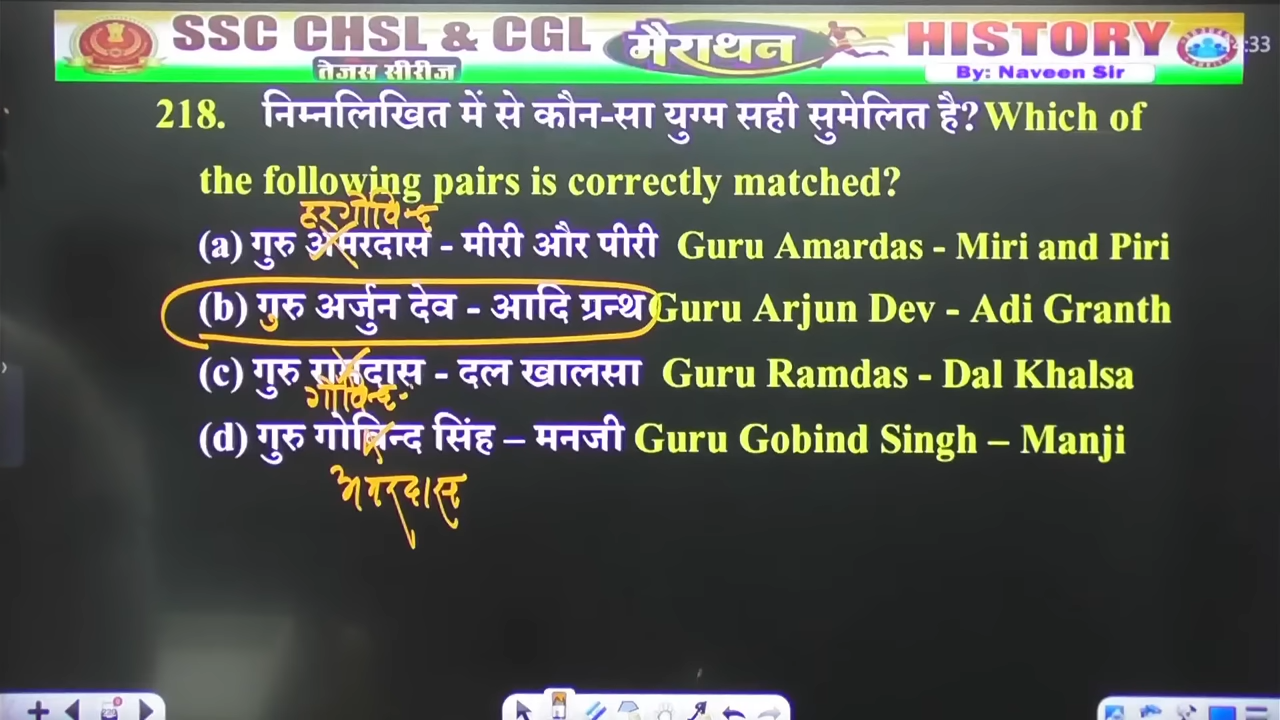 SSC CHSL & CGL मैराथन HISTORY
तेजस सीरीज By: Naveen Sir
:33
218. निम्नलिखित में से कौन-सा युग्म सही सुमेलित है? Which of
the following pairs is correctly matched?
हरगोविन्द
(a) गुरु अमरदास - मीरी और पीरी Guru Amardas - Miri and Piri
(b) गुरु अर्जुन देव - आदि ग्रन्थ Guru Arjun Dev - Adi Granth
(c) गुरु रामदास - दल खालसा Guru Ramdas - Dal Khalsa
गोविन्द
(d) गुरु गोबिन्द सिंह – मनजी Guru Gobind Singh – Manji
अमरदास